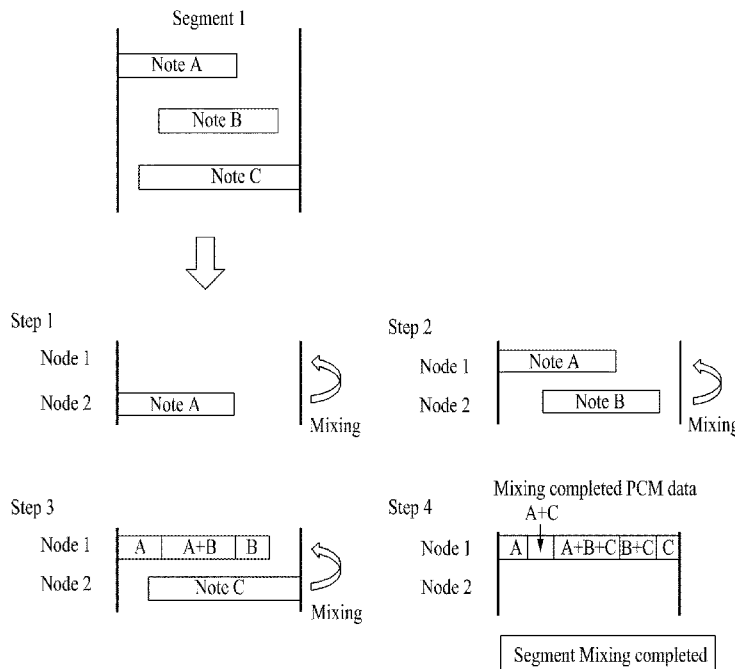 Segment 1
Note A
Note B
Note C
Step 1
Node 1
Node 2
Note A
Mixing
Step 2
Node 1
Note A
Node 2
Note B
Mixing
Step 3
Node 1
A
A+B
B
Node 2
Note C
Mixing
Step 4
Mixing completed PCM data
A+C
Node 1
A
A+B+C
B+C
C
Node 2
Segment Mixing completed